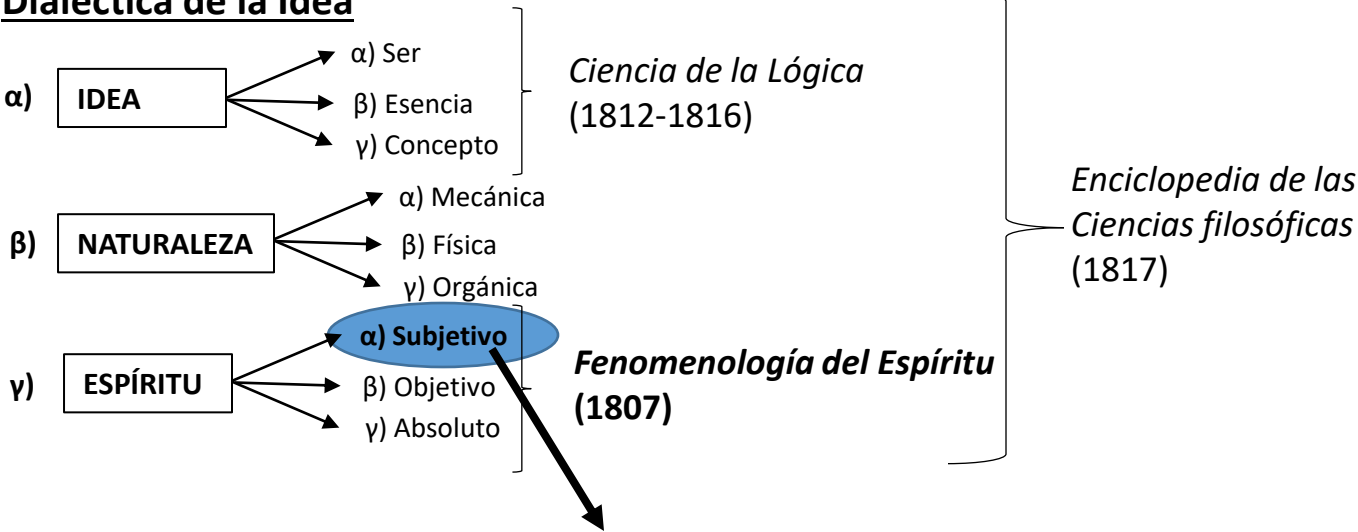 Dialéctica de la Idea
α) IDEA
α) Ser
β) Esencia
γ) Concepto
Ciencia de la Lógica
(1812-1816)
β) NATURALEZA
α) Mecánica
β) Física
γ) Orgánica
γ) ESPÍRITU
α) Subjetivo
β) Objetivo
γ) Absoluto
Fenomenología del Espíritu
(1807)
Enciclopedia de las
Ciencias filosóficas
(1817)